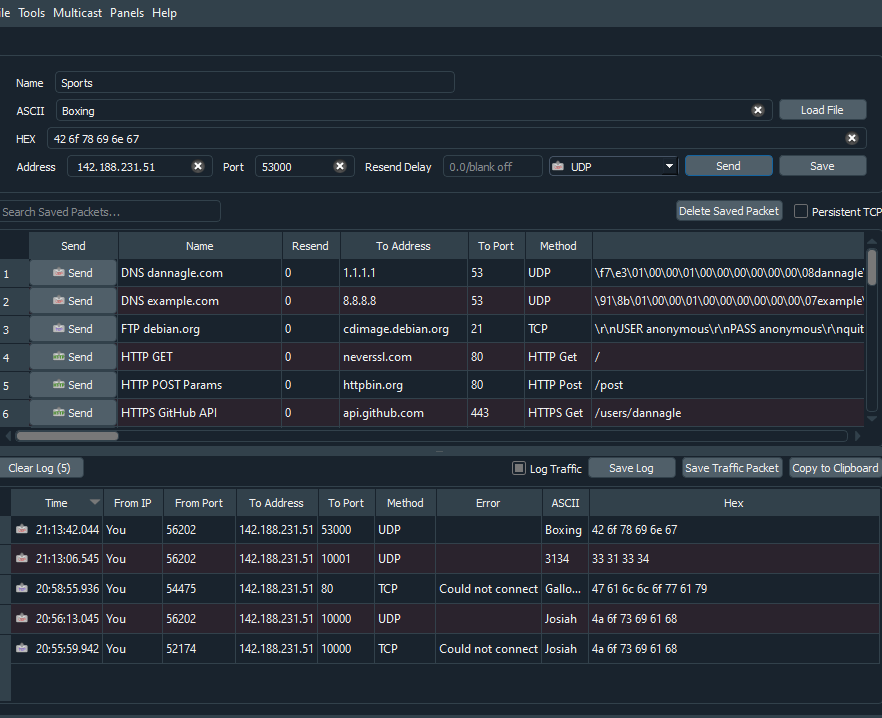 ile Tools Multicast Panels Help
Name Sports
ASCII Boxing Load File
HEX 42 6f 78 69 6e 67
Address 142.188.231.51 Port 53000 Resend Delay 0.0/blank off UDP Send Save
Search Saved Packets... Delete Saved Packet Persistent TCP
Send Name Resend To Address To Port Method
1 Send DNS dannagle.com 0 1.1.1.1 53 UDP \f7\e3\01\00\00\01\00\00\00\00\00\00\08dannagle\
2 Send DNS example.com 0 8.8.8.8 53 UDP \91\8b\01\00\00\01\00\00\00\00\00\00\07example\
3 Send FTP debian.org 0 cdimage.debian.org 21 TCP \r\nUSER anonymous\r\nPASS anonymous\r\nquit
4 Send HTTP GET 0 neverssl.com 80 HTTP Get /
5 Send HTTP POST Params 0 httpbin.org 80 HTTP Post /post
6 Send HTTPS GitHub API 0 api.github.com 443 HTTPS Get /users/dannagle
Clear Log (5) Log Traffic Save Log Save Traffic Packet Copy to Clipboard
Time From IP From Port To Address To Port Method Error ASCII Hex
21:13:42.044 You 56202 142.188.231.51 53000 UDP Boxing 42 6f 78 69 6e 67
21:13:06.545 You 56202 142.188.231.51 10001 UDP 3134 33 31 33 34
20:58:55.936 You 54475 142.188.231.51 80 TCP Could not connect Gallo... 47 61 6c 6c 6f 77 61 79
20:56:13.045 You 56202 142.188.231.51 10000 UDP Josiah 4a 6f 73 69 61 68
20:55:59.942 You 52174 142.188.231.51 10000 TCP Could not connect Josiah 4a 6f 73 69 61 68